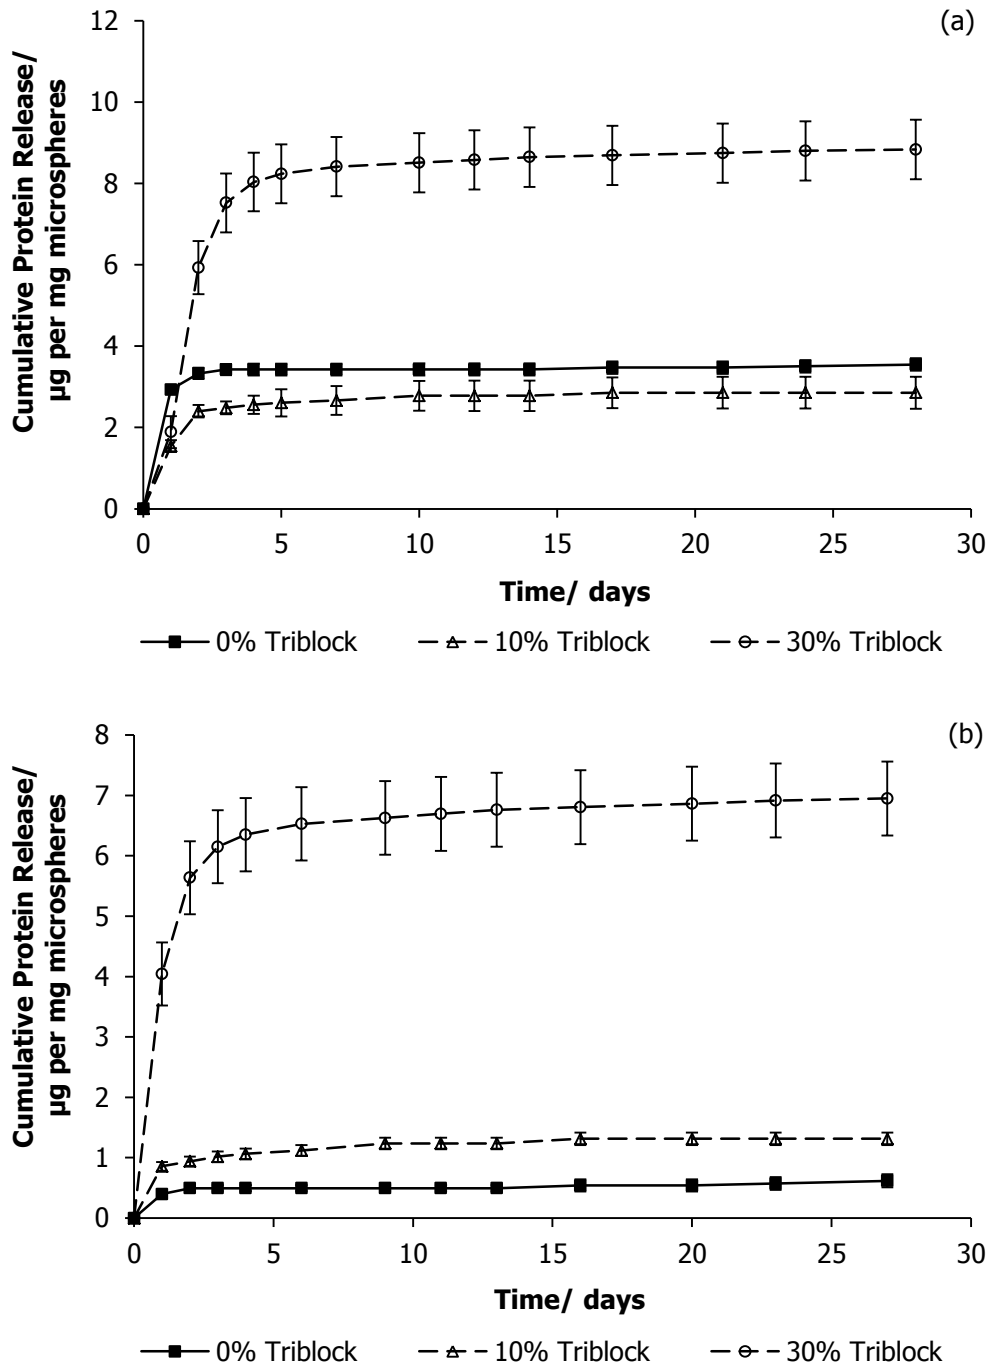 (a)
Cumulative Protein Release/
µg per mg microspheres
12
10
8
6
4
2
0
0 5 10 15 20 25 30
Time/ days
0% Triblock 10% Triblock 30% Triblock
(b)
Cumulative Protein Release/
µg per mg microspheres
8
7
6
5
4
3
2
1
0
0 5 10 15 20 25 30
Time/ days
0% Triblock 10% Triblock 30% Triblock